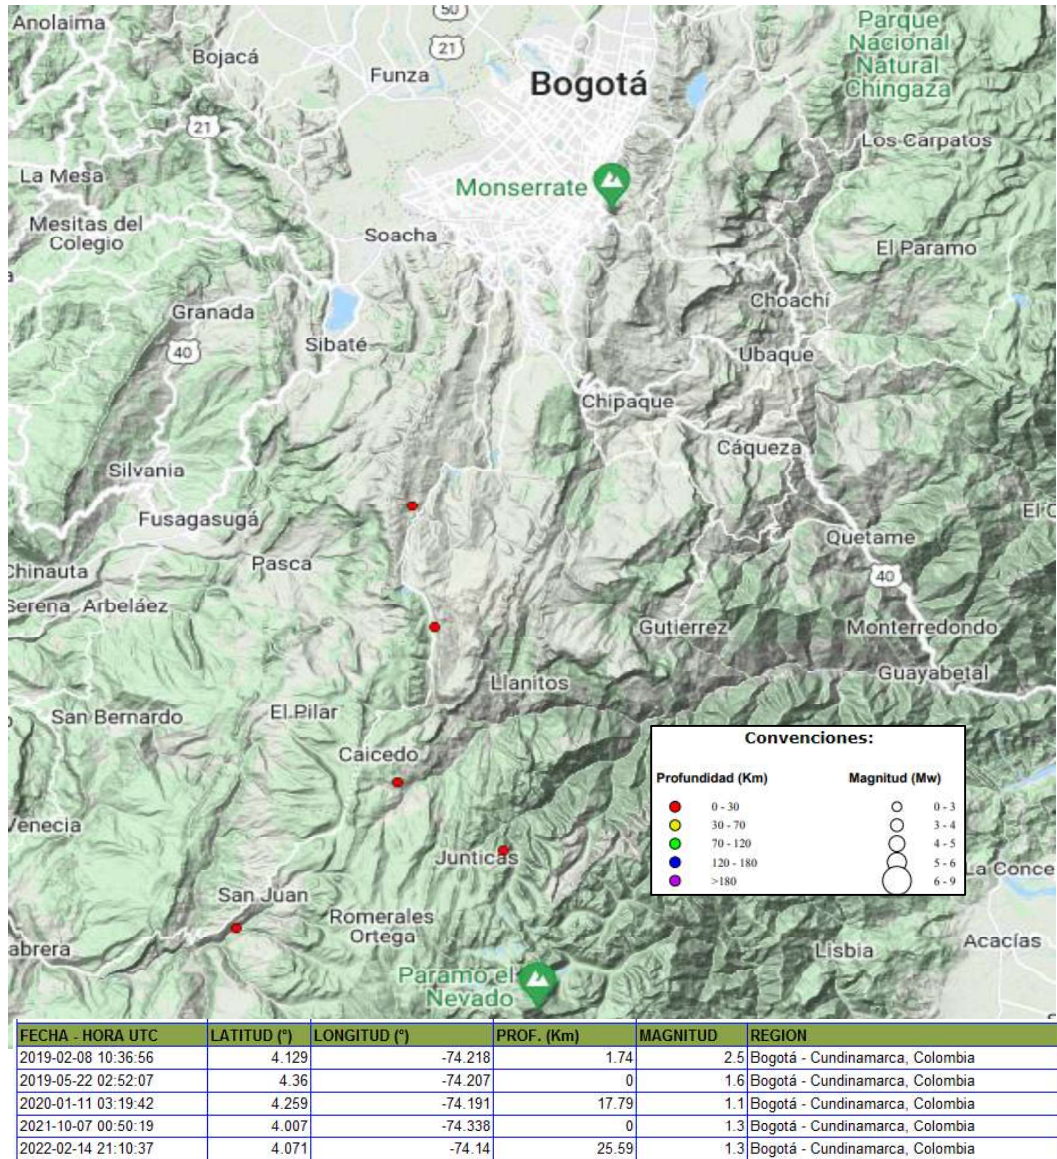 50
Anolaima
Parque
Nacional
Natural
Chingaza
21
Bojacá
Funza
Bogotá
21
Los Carpatos
La Mesa
Monserrate
Mesitas del
Colegio
Soacha
El Paramo
Choachí
Granada
Sibaté
40
Ubaque
Chipaque
Cáqueza
Silvania
Fusagasugá
Quetame
Pasca
Chinauta
40
Serena Arbeláez
Gutierrez
Monterredondo
Guayabetal
Llanitos
San Bernardo
El Pilar
Caicedo
Venecia
Junticas
San Juan
Romerales
Ortega
abrera
Lisbia
Acacías
La Conce
Paramo el
Nevado
Convenciones:
Profundidad (Km) Magnitud (Mw)
0 - 30 0 - 3
30 - 70 3 - 4
70 - 120 4 - 5
120 - 180 5 - 6
>180 6 - 9
FECHA - HORA UTC LATITUD (°) LONGITUD (°) PROF. (Km) MAGNITUD REGION
2019-02-08 10:36:56 4.129 -74.218 1.74 2.5 Bogotá - Cundinamarca, Colombia
2019-05-22 02:52:07 4.36 -74.207 0 1.6 Bogotá - Cundinamarca, Colombia
2020-01-11 03:19:42 4.259 -74.191 17.79 1.1 Bogotá - Cundinamarca, Colombia
2021-10-07 00:50:19 4.007 -74.338 0 1.3 Bogotá - Cundinamarca, Colombia
2022-02-14 21:10:37 4.071 -74.14 25.59 1.3 Bogotá - Cundinamarca, Colombia